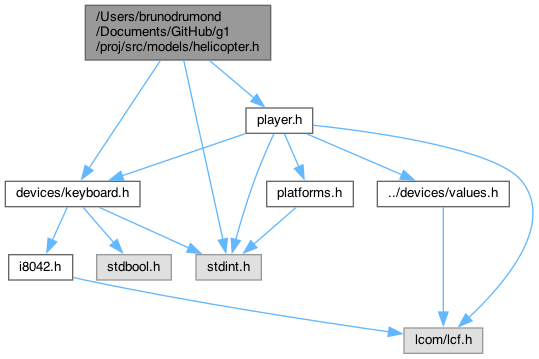 /Users/brunodrumond
/Documents/GitHub/g1
/proj/src/models/helicopter.h
player.h
devices/keyboard.h
platforms.h
../devices/values.h
i8042.h
stdbool.h
stdint.h
lcom/lcf.h